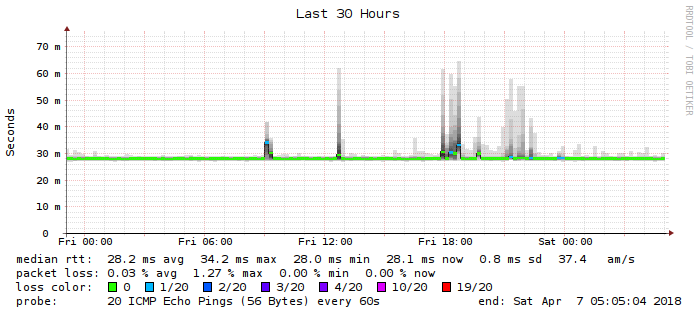 Last 30 Hours
RRDTOOL / TOBI OETIKER
Seconds
70 m
60 m
50 m
40 m
30 m
20 m
10 m
0
Fri 00:00 Fri 06:00 Fri 12:00 Fri 18:00 Sat 00:00
median rtt: 28.2 ms avg 34.2 ms max 28.0 ms min 28.1 ms now 0.8 ms sd 37.4 am/s
packet loss: 0.03 % avg 1.27 % max 0.00 % min 0.00 % now
loss color: 0 1/20 2/20 3/20 4/20 10/20 19/20
probe: 20 ICMP Echo Pings (56 Bytes) every 60s end: Sat Apr 7 05:05:04 2018